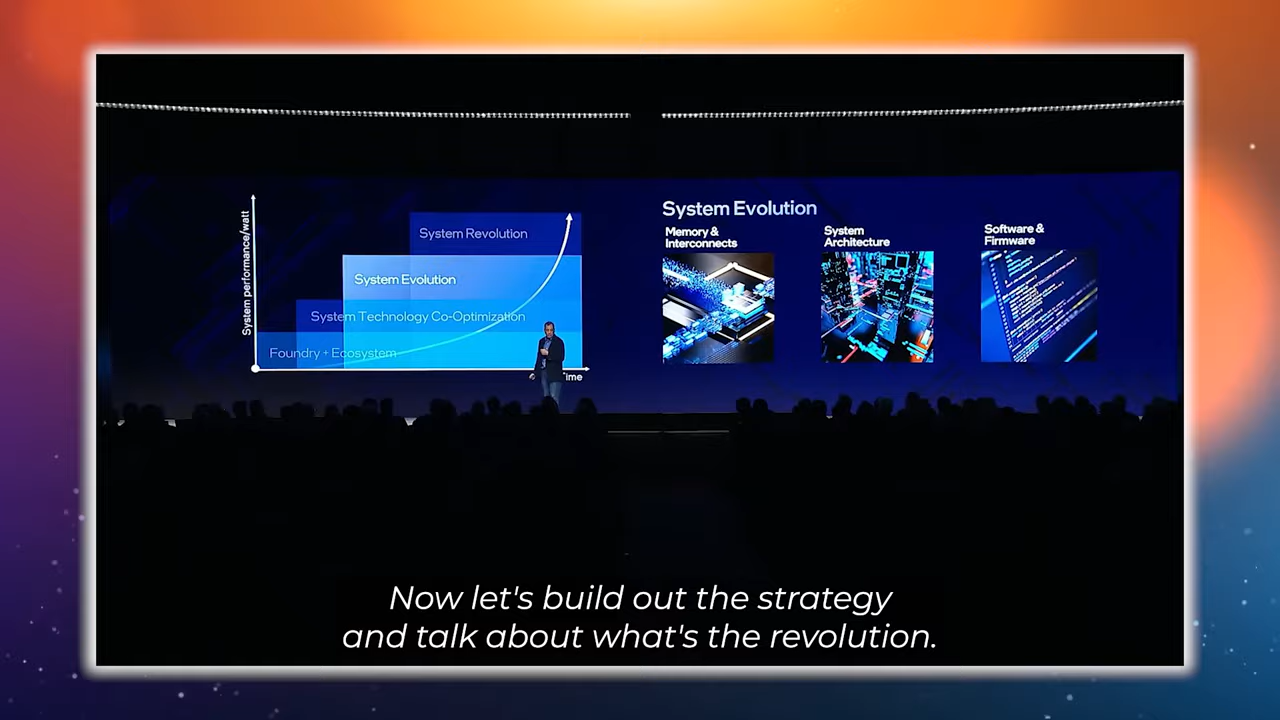 System performance/watt
System Revolution
System Evolution
System Technology Co-Optimization
Foundry + Ecosystem
System Evolution
Memory &
Interconnects
System
Architecture
Software &
Firmware
Now let's build out the strategy
and talk about what's the revolution.